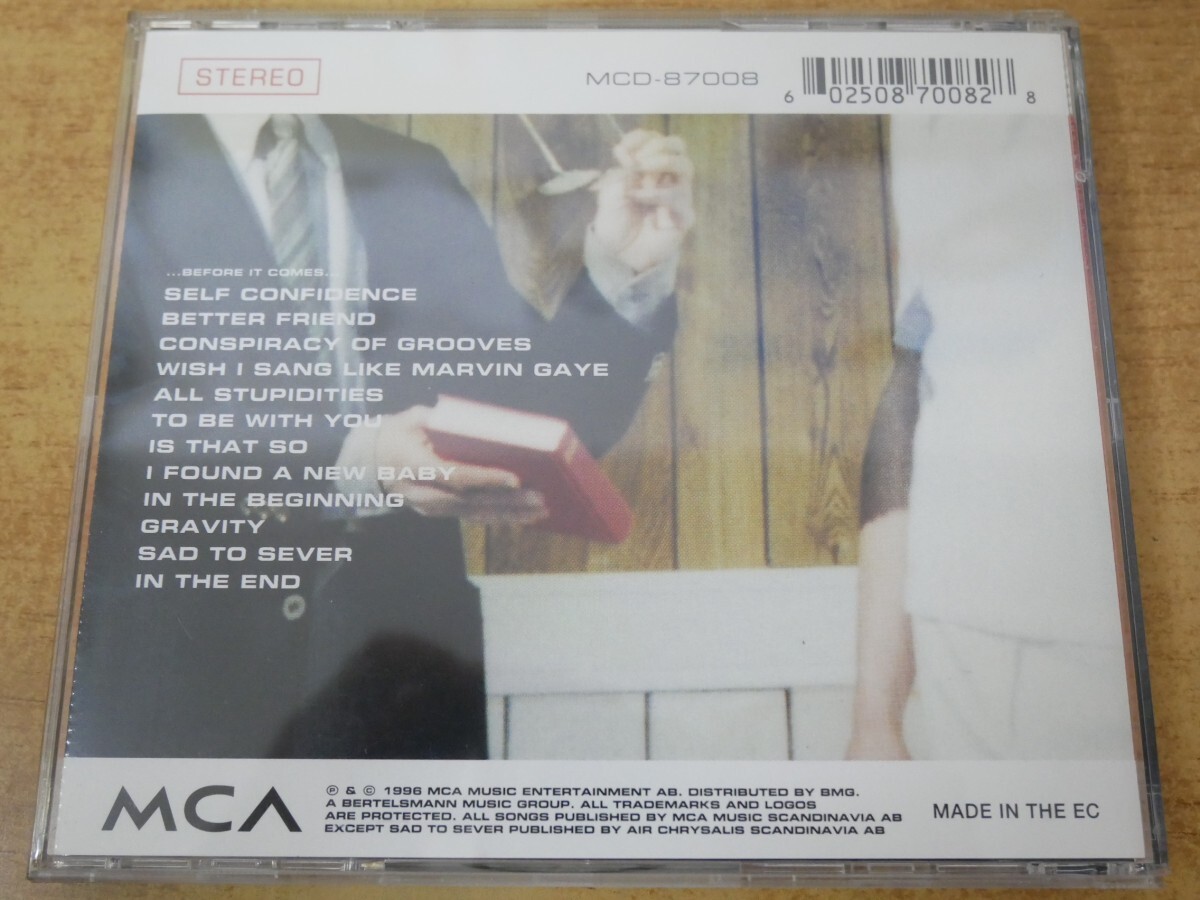 STEREO
MCD-87008
6 02508 70082 8
...BEFORE IT COMES...
SELF CONFIDENCE
BETTER FRIEND
CONSPIRACY OF GROOVES
WISH I SANG LIKE MARVIN GAYE
ALL STUPIDITIES
TO BE WITH YOU
IS THAT SO
I FOUND A NEW BABY
IN THE BEGINNING
GRAVITY
SAD TO SEVER
IN THE END
MCA
℗ & © 1996 MCA MUSIC ENTERTAINMENT AB. DISTRIBUTED BY BMG.
A BERTELSMANN MUSIC GROUP. ALL TRADEMARKS AND LOGOS
ARE PROTECTED. ALL SONGS PUBLISHED BY MCA MUSIC SCANDINAVIA AB
EXCEPT SAD TO SEVER PUBLISHED BY AIR CHRYSALIS SCANDINAVIA AB
MADE IN THE EC